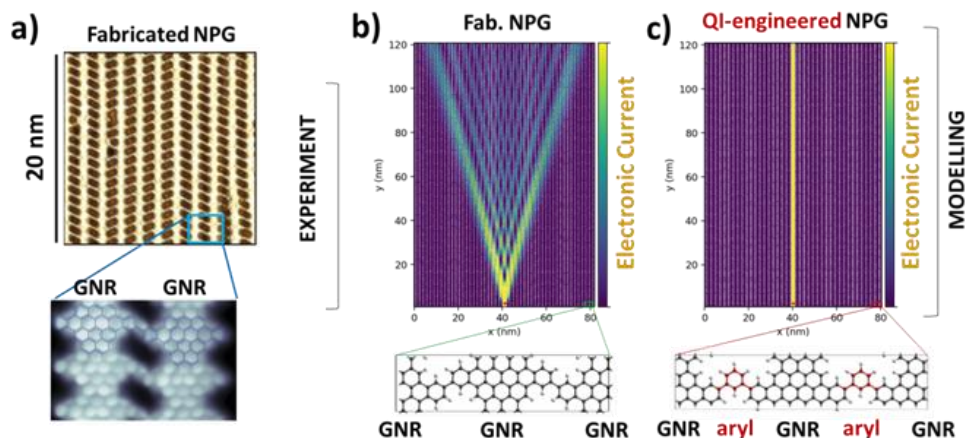 a)
Fabricated NPG
20 nm
GNR GNR
EXPERIMENT
b)
Fab. NPG
120
100
80
60
40
20
y (nm)
0 20 40 60 80
x (nm)
Electronic Current
GNR GNR GNR
c)
QI-engineered NPG
120
100
80
60
40
20
y (nm)
0 20 40 60 80
x (nm)
Electronic Current
MODELLING
GNR aryl GNR aryl GNR